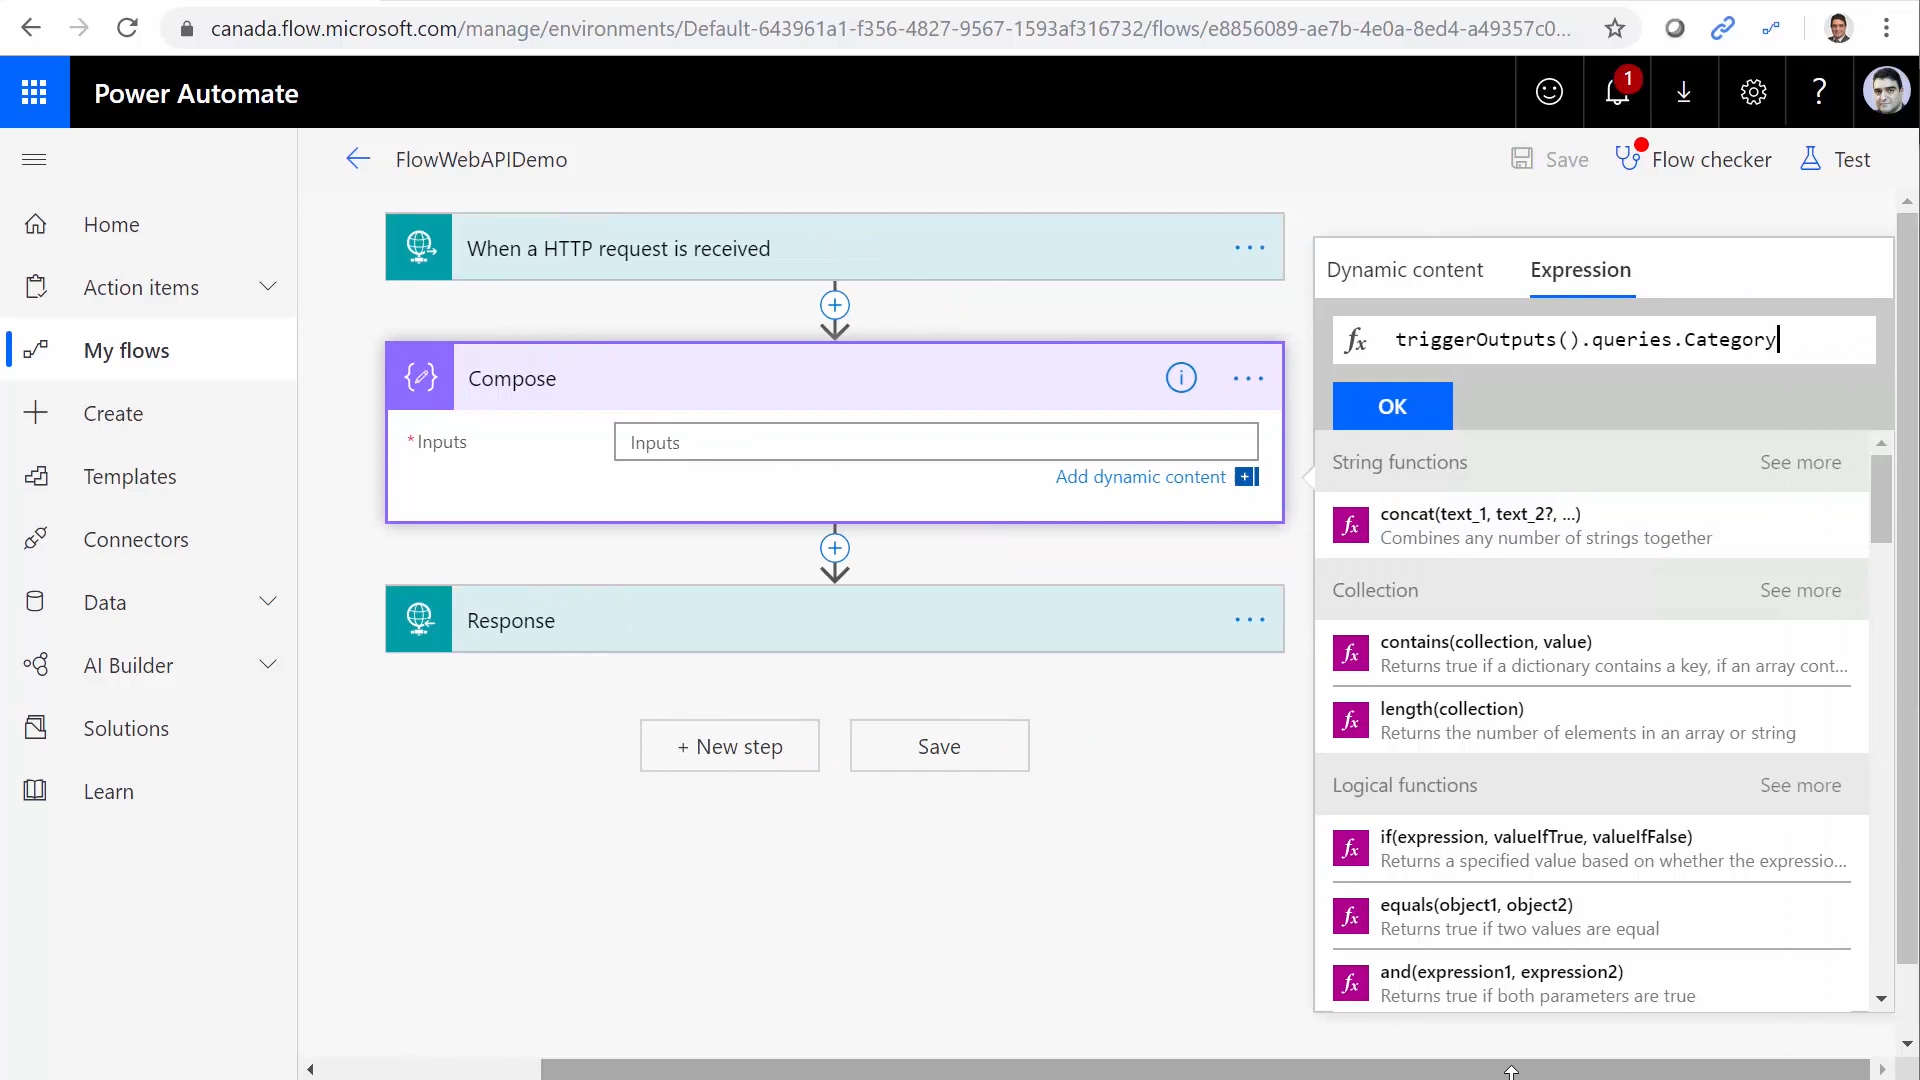 canada.flow.microsoft.com/manage/environments/Default-643961a1-f356-4827-9567-1593af316732/flows/e8856089-ae7b-4e0a-8ed4-a49357c0...
Power Automate
1
?
FlowWebAPIDemo
Save
Flow checker
Test
Home
Action items
My flows
Create
Templates
Connectors
Data
AI Builder
Solutions
Learn
When a HTTP request is received
Compose
* Inputs
Inputs
Add dynamic content
Response
+ New step
Save
Dynamic content
Expression
fx triggerOutputs().queries.Category
OK
String functions
See more
fx concat(text_1, text_2?, ...)
Combines any number of strings together
Collection
See more
fx contains(collection, value)
Returns true if a dictionary contains a key, if an array cont...
fx length(collection)
Returns the number of elements in an array or string
Logical functions
See more
fx if(expression, valueIfTrue, valueIfFalse)
Returns a specified value based on whether the expressio...
fx equals(object1, object2)
Returns true if two values are equal
fx and(expression1, expression2)
Returns true if both parameters are true